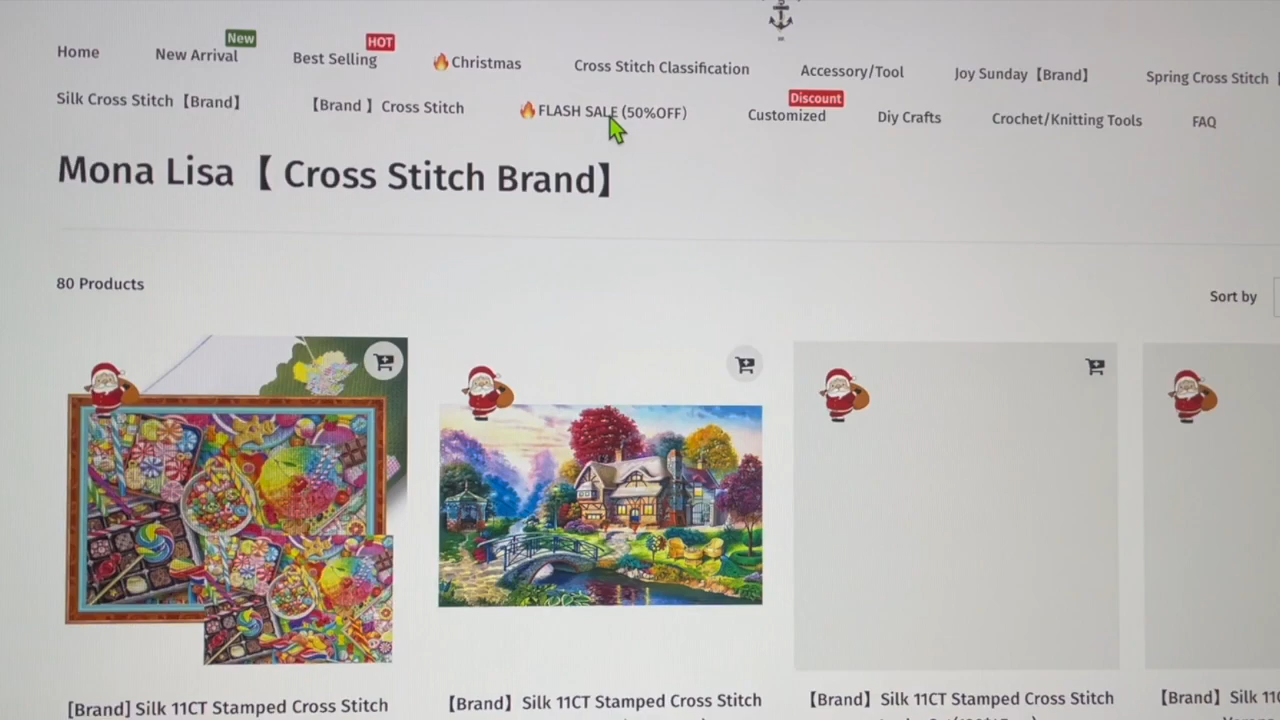 New
HOT
Home
New Arrival
Best Selling
🔥Christmas
Cross Stitch Classification
Accessory/Tool
Joy Sunday【Brand】
Spring Cross Stitch
Silk Cross Stitch【Brand】
【Brand 】Cross Stitch
🔥FLASH SALE (50%OFF)
Discount
Customized
Diy Crafts
Crochet/Knitting Tools
FAQ
Mona Lisa【 Cross Stitch Brand】
80 Products
Sort by
[Brand] Silk 11CT Stamped Cross Stitch
【Brand】Silk 11CT Stamped Cross Stitch
【Brand】Silk 11CT Stamped Cross Stitch
【Brand】Silk